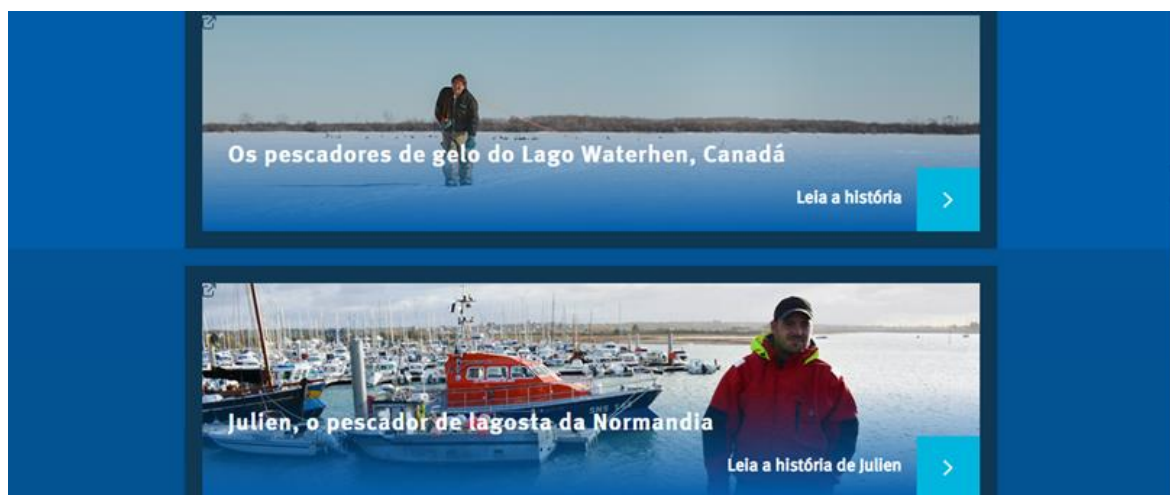 Os pescadores de gelo do Lago Waterhen, Canadá
Leia a história
Julien, o pescador de lagosta da Normandia
Leia a história de Julien